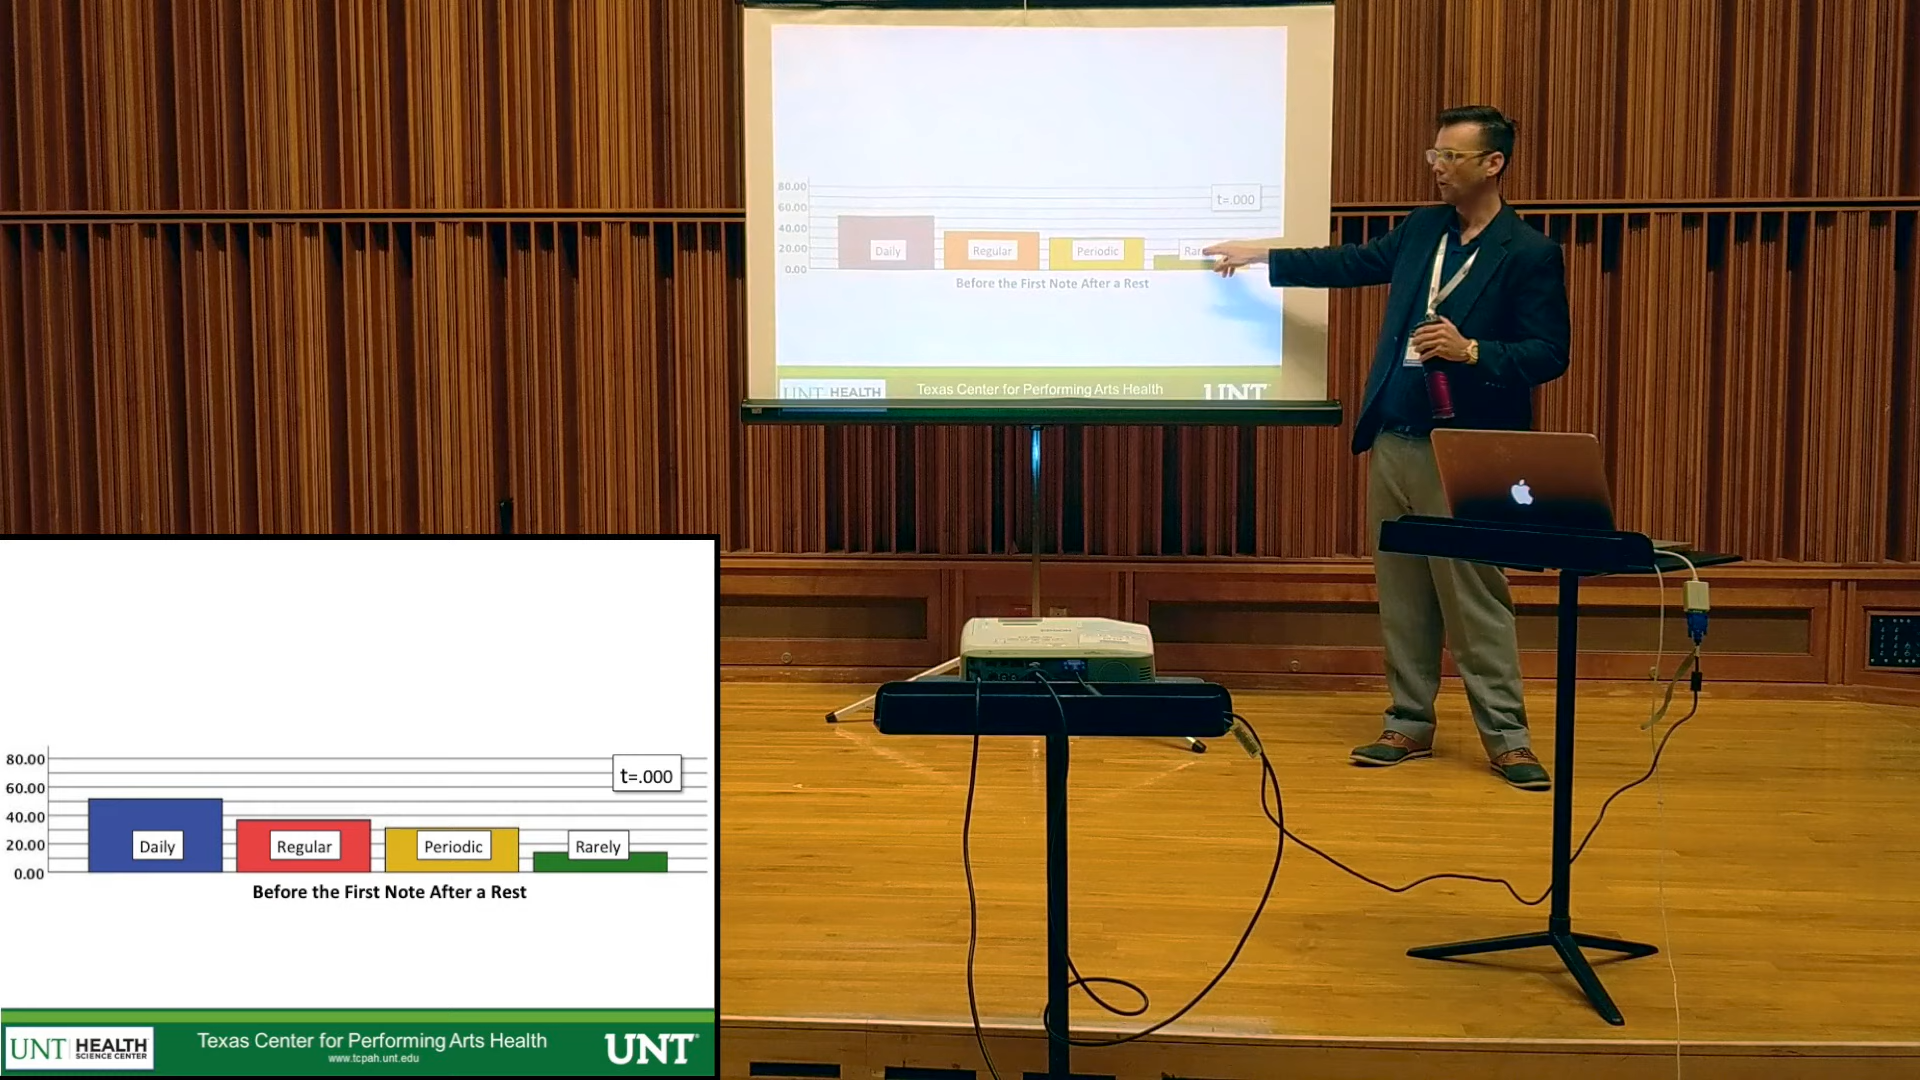 80.00
60.00
40.00
20.00
0.00
t=.000
Daily
Regular
Periodic
Before the First Note After a Rest
UNT HEALTH
Texas Center for Performing Arts Health
UNT
80.00
60.00
40.00
20.00
0.00
t=.000
Daily
Regular
Periodic
Rarely
Before the First Note After a Rest
UNT HEALTH
SCIENCE CENTER
Texas Center for Performing Arts Health
www.tcpah.unt.edu
UNT